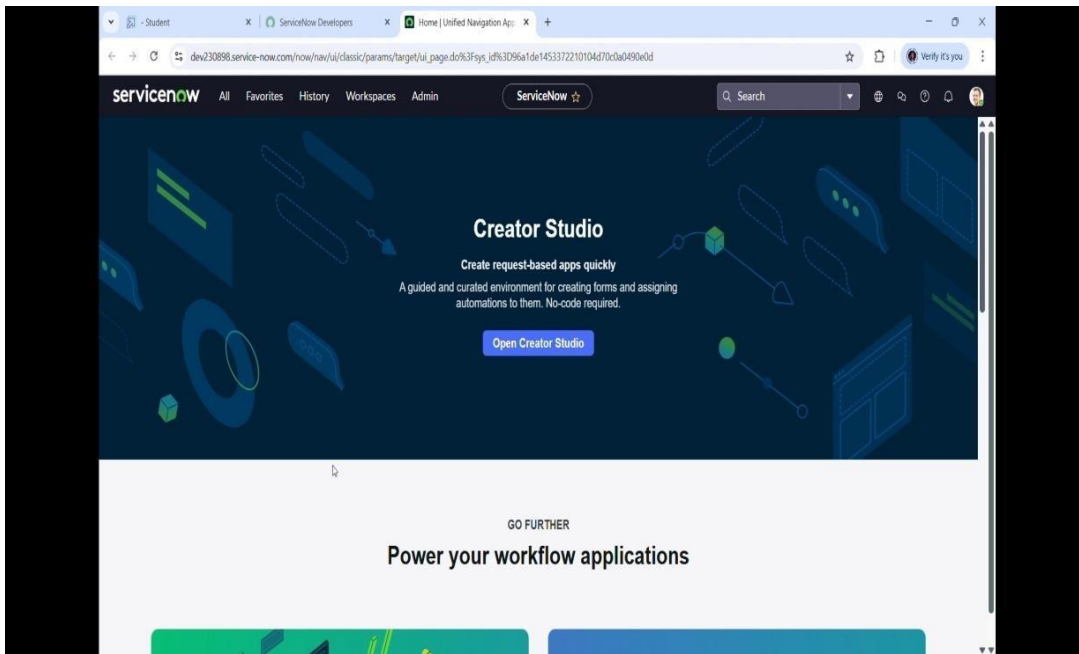 - Student
ServiceNow Developers
Home | Unified Navigation App
dev230898.service-now.com/now/nav/ui/classic/params/target/ui_page.do%3Fsys_id%3D96a1de1453372210104d70c0a0490e0d
Verify it's you
servicenow All Favorites History Workspaces Admin ServiceNow Search
Creator Studio
Create request-based apps quickly
A guided and curated environment for creating forms and assigning
automations to them. No-code required.
Open Creator Studio
GO FURTHER
Power your workflow applications